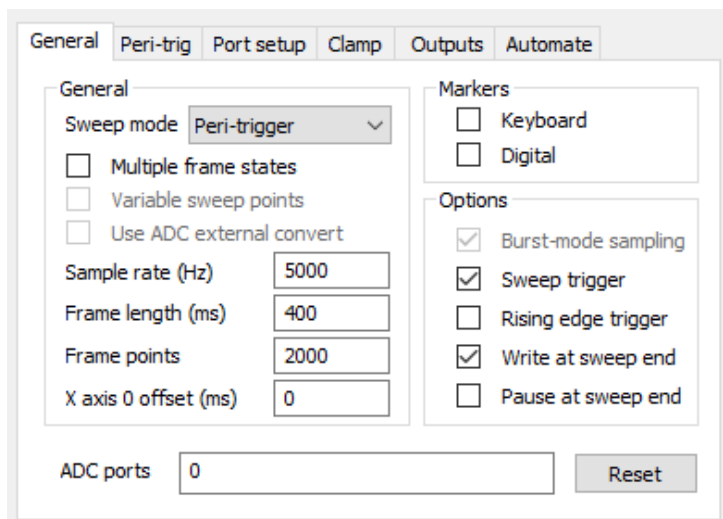 General Peri-trig Port setup Clamp Outputs Automate
General
Sweep mode Peri-trigger
Multiple frame states
Variable sweep points
Use ADC external convert
Sample rate (Hz) 5000
Frame length (ms) 400
Frame points 2000
X axis 0 offset (ms) 0
Markers
Keyboard
Digital
Options
Burst-mode sampling
Sweep trigger
Rising edge trigger
Write at sweep end
Pause at sweep end
ADC ports 0 Reset